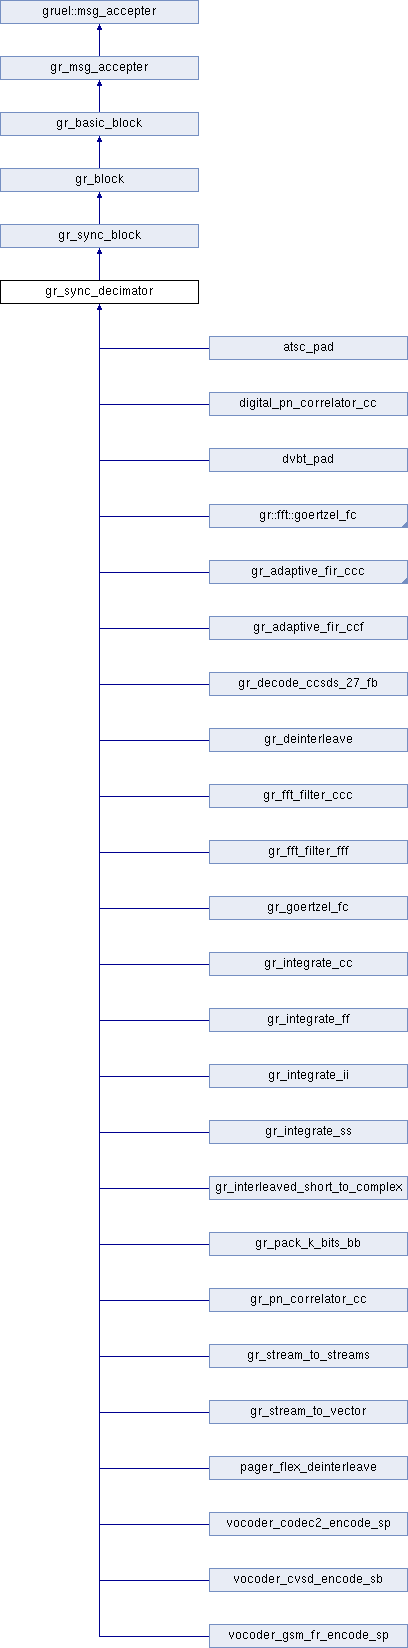 gruel::msg_accepter
gr_msg_accepter
gr_basic_block
gr_block
gr_sync_block
gr_sync_decimator
atsc_pad
digital_pn_correlator_cc
dvbt_pad
gr::fft::goertzel_fc
gr_adaptive_fir_ccc
gr_adaptive_fir_ccf
gr_decode_ccsds_27_fb
gr_deinterleave
gr_fft_filter_ccc
gr_fft_filter_fff
gr_goertzel_fc
gr_integrate_cc
gr_integrate_ff
gr_integrate_ii
gr_integrate_ss
gr_interleaved_short_to_complex
gr_pack_k_bits_bb
gr_pn_correlator_cc
gr_stream_to_streams
gr_stream_to_vector
pager_flex_deinterleave
vocoder_codec2_encode_sp
vocoder_cvsd_encode_sb
vocoder_gsm_fr_encode_sp